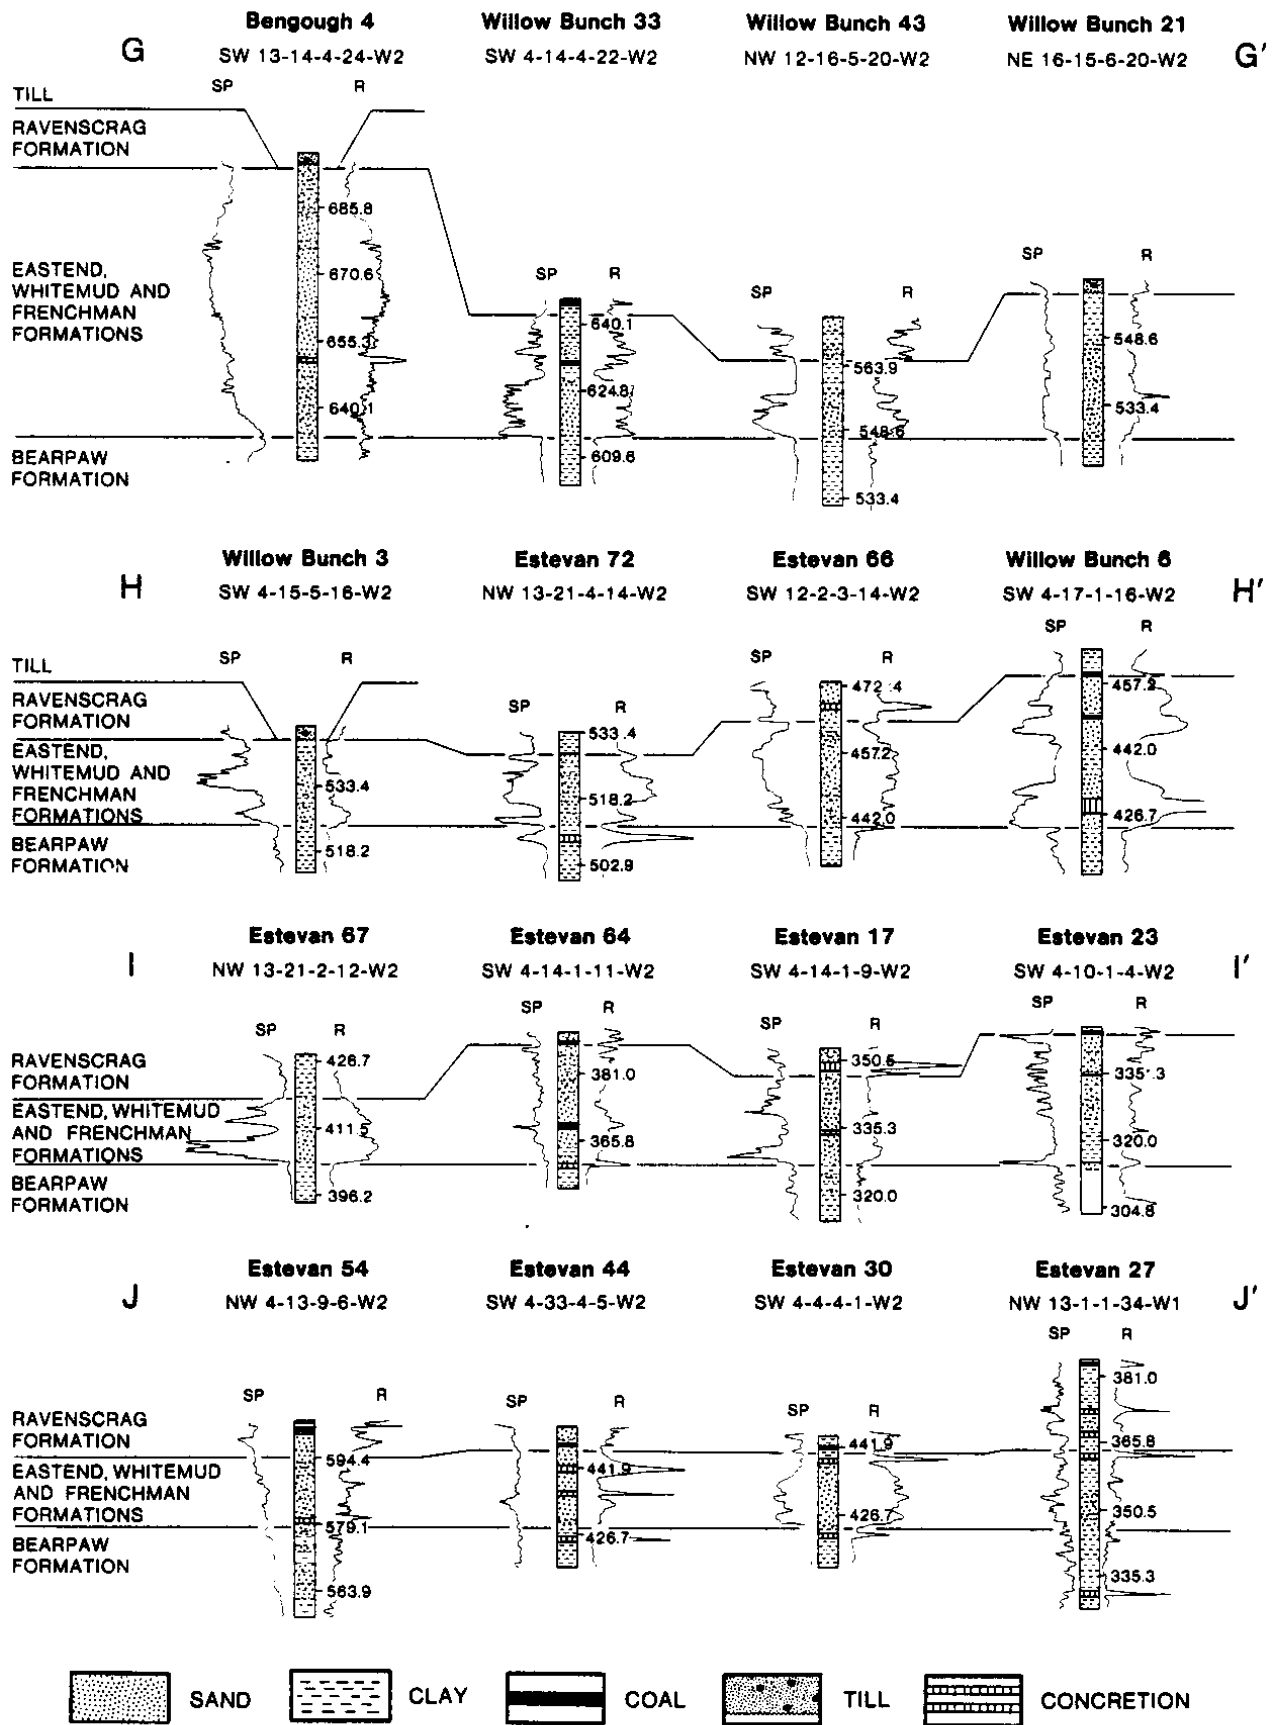 Bengough 4 Willow Bunch 33 Willow Bunch 43 Willow Bunch 21
G SW 13-14-4-24-W2 SW 4-14-4-22-W2 NW 12-16-5-20-W2 NE 16-15-6-20-W2 G'
SP R
TILL
RAVENSCRAG
FORMATION
685.8
EASTEND,
WHITEMUD AND
FRENCHMAN
FORMATIONS
670.6
655.3
640.1
SP R
640.1
624.8
609.6
SP R
563.9
548.6
533.4
SP R
548.6
533.4
BEARPAW
FORMATION
Willow Bunch 3 Estevan 72 Estevan 66 Willow Bunch 6
H SW 4-15-5-16-W2 NW 13-21-4-14-W2 SW 12-2-3-14-W2 SW 4-17-1-16-W2 H'
SP R
TILL
RAVENSCRAG
FORMATION
EASTEND,
WHITEMUD AND
FRENCHMAN
FORMATIONS
BEARPAW
FORMATION
533.4
518.2
SP R
533.4
518.2
502.9
SP R
472.4
457.2
442.0
SP R
457.2
442.0
426.7
Estevan 67 Estevan 64 Estevan 17 Estevan 23
I NW 13-21-2-12-W2 SW 4-14-1-11-W2 SW 4-14-1-9-W2 SW 4-10-1-4-W2 I'
SP R
RAVENSCRAG
FORMATION
EASTEND, WHITEMUD
AND FRENCHMAN
FORMATIONS
BEARPAW
FORMATION
426.7
411.5
396.2
SP R
381.0
365.8
SP R
350.5
335.3
320.0
SP R
335.3
320.0
304.8
Estevan 54 Estevan 44 Estevan 30 Estevan 27
J NW 4-13-9-6-W2 SW 4-33-4-5-W2 SW 4-4-4-1-W2 NW 13-1-1-34-W1 J'
SP R
RAVENSCRAG
FORMATION
EASTEND, WHITEMUD
AND FRENCHMAN
FORMATIONS
BEARPAW
FORMATION
594.4
579.1
563.9
SP R
441.9
426.7
SP R
441.9
426.7
SP R
381.0
365.8
350.5
335.3
SAND CLAY COAL TILL CONCRETION